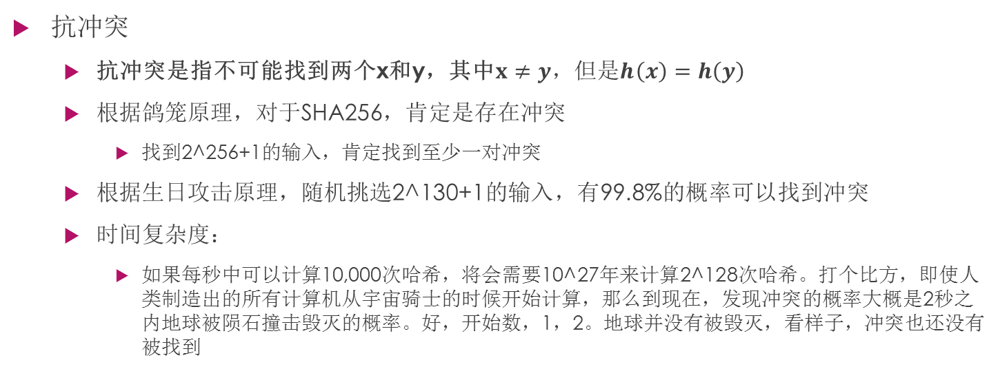 抗冲突
抗冲突是指不可能找到两个x和y，其中x ≠ y，但是h(x) = h(y)
根据鸽笼原理，对于SHA256，肯定是存在冲突
找到2^256+1的输入，肯定找到至少一对冲突
根据生日攻击原理，随机挑选2^130+1的输入，有99.8%的概率可以找到冲突
时间复杂度：
如果每秒中可以计算10,000次哈希，将会需要10^27年来计算2^128次哈希。打个比方，即使人
类制造出的所有计算机从宇宙骑士的时候开始计算，那么到现在，发现冲突的概率大概是2秒之
内地球被陨石撞击毁灭的概率。好，开始数，1，2。地球并没有被毁灭，看样子，冲突也还没有
被找到